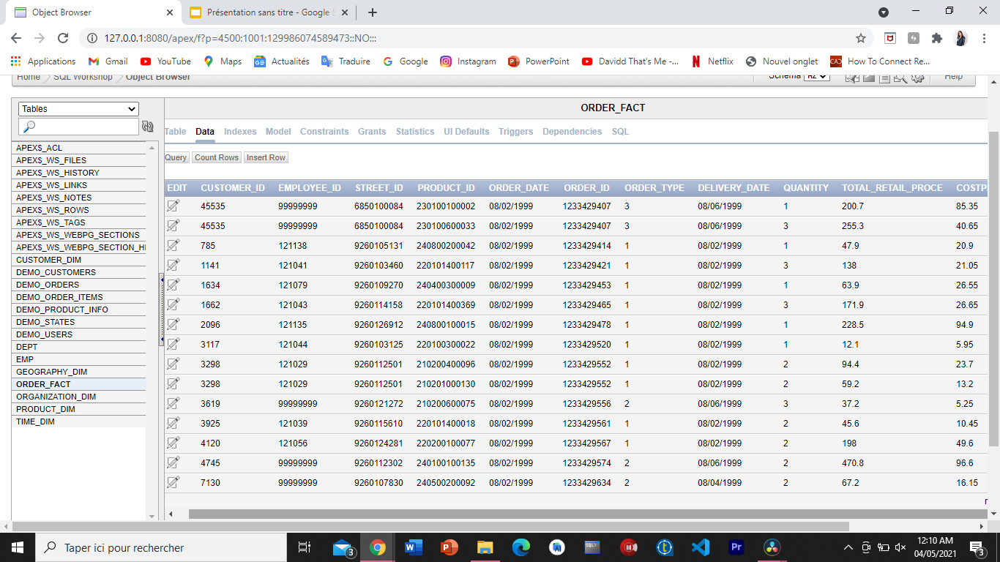 Object Browser
Présentation sans titre - Google S
127.0.0.1:8080/apex/f?p=4500:1001:129986074589473::NO:::
Applications Gmail YouTube Maps Actualités Traduire Google Instagram PowerPoint Davidd That's Me -... Netflix Nouvel onglet How To Connect Re...
Home SQL Workshop Object Browser Schema HZ Help
Tables
ORDER_FACT
Table Data Indexes Model Constraints Grants Statistics UI Defaults Triggers Dependencies SQL
Query Count Rows Insert Row
APEX$_ACL
APEX$_WS_FILES
APEX$_WS_HISTORY
APEX$_WS_LINKS
APEX$_WS_NOTES
APEX$_WS_ROWS
APEX$_WS_TAGS
APEX$_WS_WEBPG_SECTIONS
APEX$_WS_WEBPG_SECTION_HI
CUSTOMER_DIM
DEMO_CUSTOMERS
DEMO_ORDERS
DEMO_ORDER_ITEMS
DEMO_PRODUCT_INFO
DEMO_STATES
DEMO_USERS
DEPT
EMP
GEOGRAPHY_DIM
ORDER_FACT
ORGANIZATION_DIM
PRODUCT_DIM
TIME_DIM
EDIT CUSTOMER_ID EMPLOYEE_ID STREET_ID PRODUCT_ID ORDER_DATE ORDER_ID ORDER_TYPE DELIVERY_DATE QUANTITY TOTAL_RETAIL_PROCE COSTP
45535 99999999 6850100084 230100100002 08/02/1999 1233429407 3 08/06/1999 1 200.7 85.35
45535 99999999 6850100084 230100600033 08/02/1999 1233429407 3 08/06/1999 3 255.3 40.65
785 121138 9260105131 240800200042 08/02/1999 1233429414 1 08/02/1999 1 47.9 20.9
1141 121041 9260103460 220101400117 08/02/1999 1233429421 1 08/02/1999 3 138 21.05
1634 121079 9260109270 240400300009 08/02/1999 1233429453 1 08/02/1999 1 63.9 26.55
1662 121043 9260114158 220101400369 08/02/1999 1233429465 1 08/02/1999 3 171.9 26.65
2096 121135 9260126912 240800100015 08/02/1999 1233429478 1 08/02/1999 1 228.5 94.9
3117 121044 9260103125 220100300022 08/02/1999 1233429520 1 08/02/1999 1 12.1 5.95
3298 121029 9260112501 210200400096 08/02/1999 1233429552 1 08/02/1999 2 94.4 23.7
3298 121029 9260112501 210201000130 08/02/1999 1233429552 1 08/02/1999 2 59.2 13.2
3619 99999999 9260121272 210200600075 08/02/1999 1233429556 2 08/06/1999 3 37.2 5.25
3925 121039 9260115610 220101400018 08/02/1999 1233429561 1 08/02/1999 2 45.6 10.45
4120 121056 9260124281 220200100077 08/02/1999 1233429567 1 08/02/1999 2 198 49.6
4745 99999999 9260112302 240100100135 08/02/1999 1233429574 2 08/06/1999 2 470.8 96.6
7130 99999999 9260107830 240500200092 08/02/1999 1233429634 2 08/04/1999 2 67.2 16.15
Taper ici pour rechercher
12:10 AM
04/05/2021